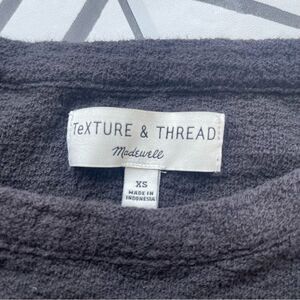 TeXTURE & THREAD
Madewell
XS
MADE IN
INDONESIA